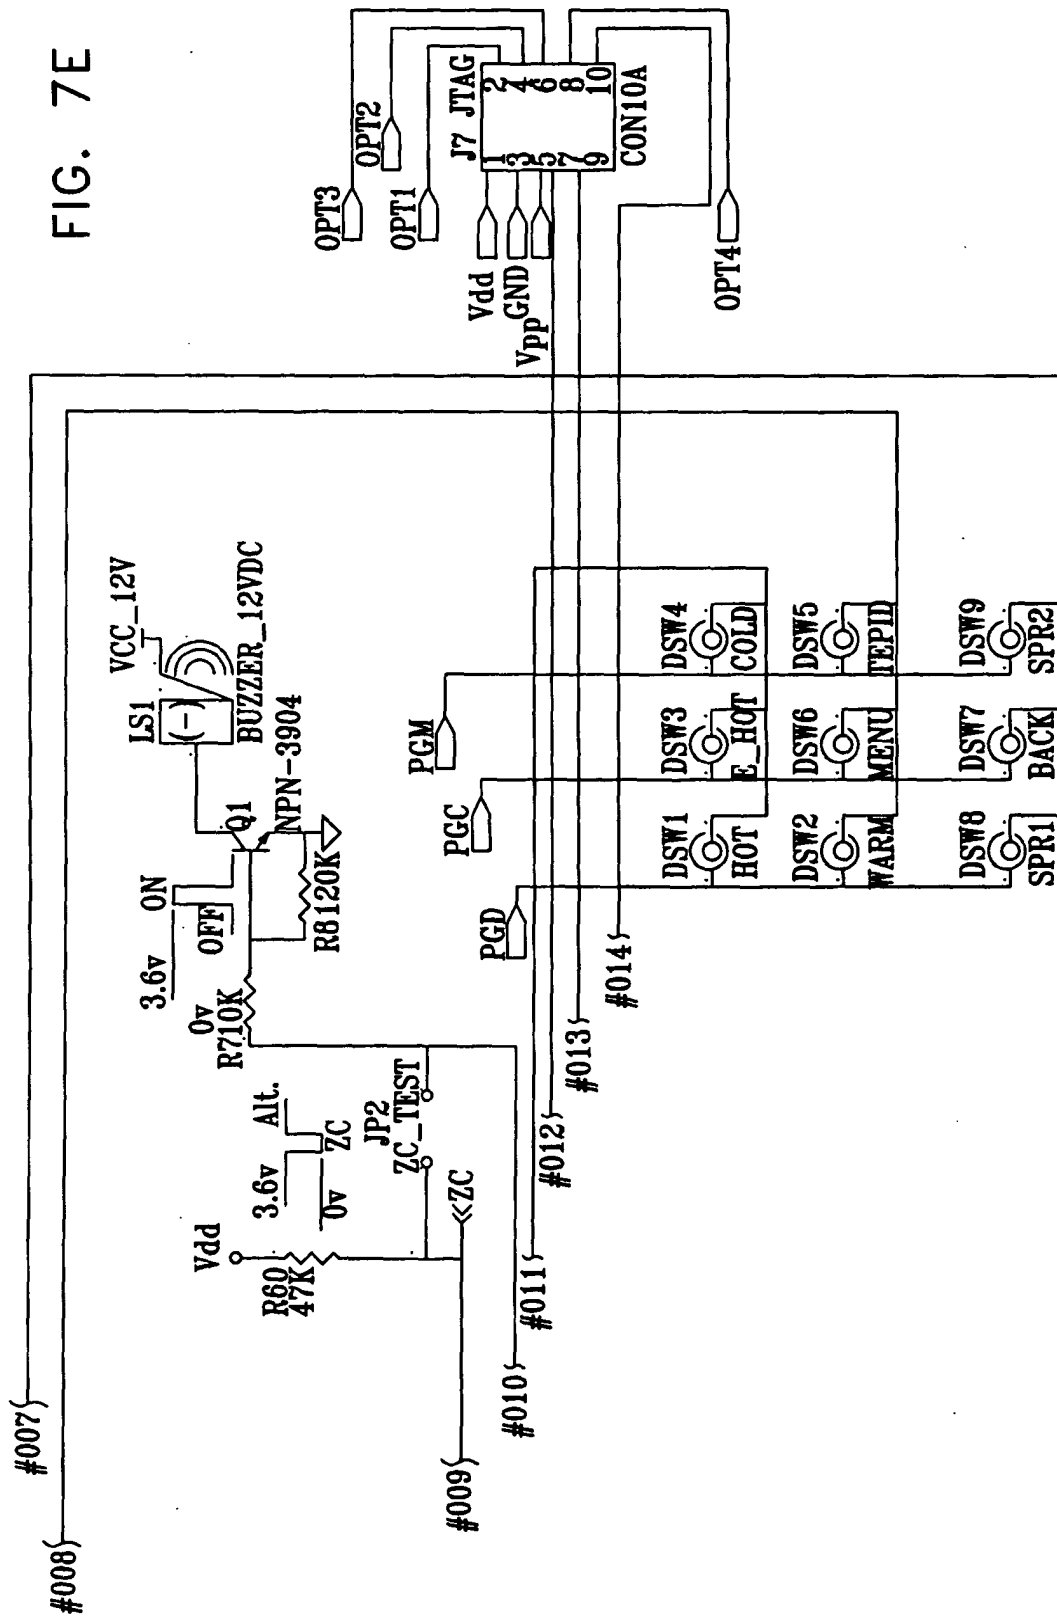 FIG. 7E
#007
#008
#009
#010
#011
#012
#013
#014
Vdd
R60
47K
3.6v
Alt.
0v
ZC
JP2
ZC_TEST
<<ZC
3.6v
ON
0v
OFF
R710K
R8120K
Q1
NPN-3904
LS1
(-)
VCC_12V
BUZZER_12VDC
PGD
PGC
PGM
DSW1
HOT
DSW3
E_HOT
DSW4
COLD
DSW2
WARM
DSW6
MENU
DSW5
TEPID
DSW8
SPR1
DSW7
BACK
DSW9
SPR2
OPT3
OPT2
OPT1
Vdd
GND
Vpp
OPT4
J7 JTAG
1 2
3 4
5 6
7 8
9 10
CON10A